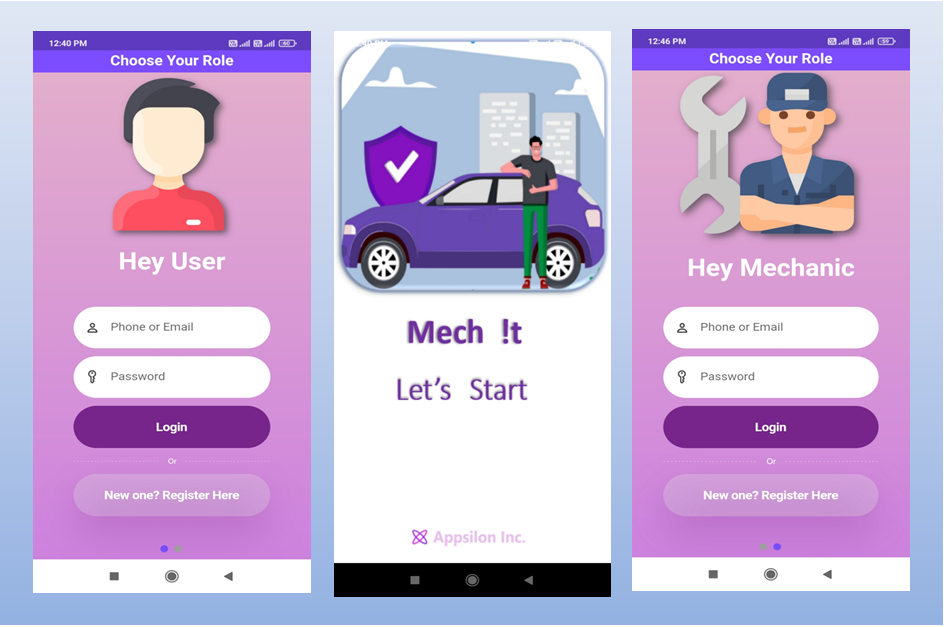 12:40 PM
60
Choose Your Role
Hey User
Phone or Email
Password
Login
Or
New one? Register Here
Mech !t
Let's Start
Appsilon Inc.
12:46 PM
59
Choose Your Role
Hey Mechanic
Phone or Email
Password
Login
Or
New one? Register Here